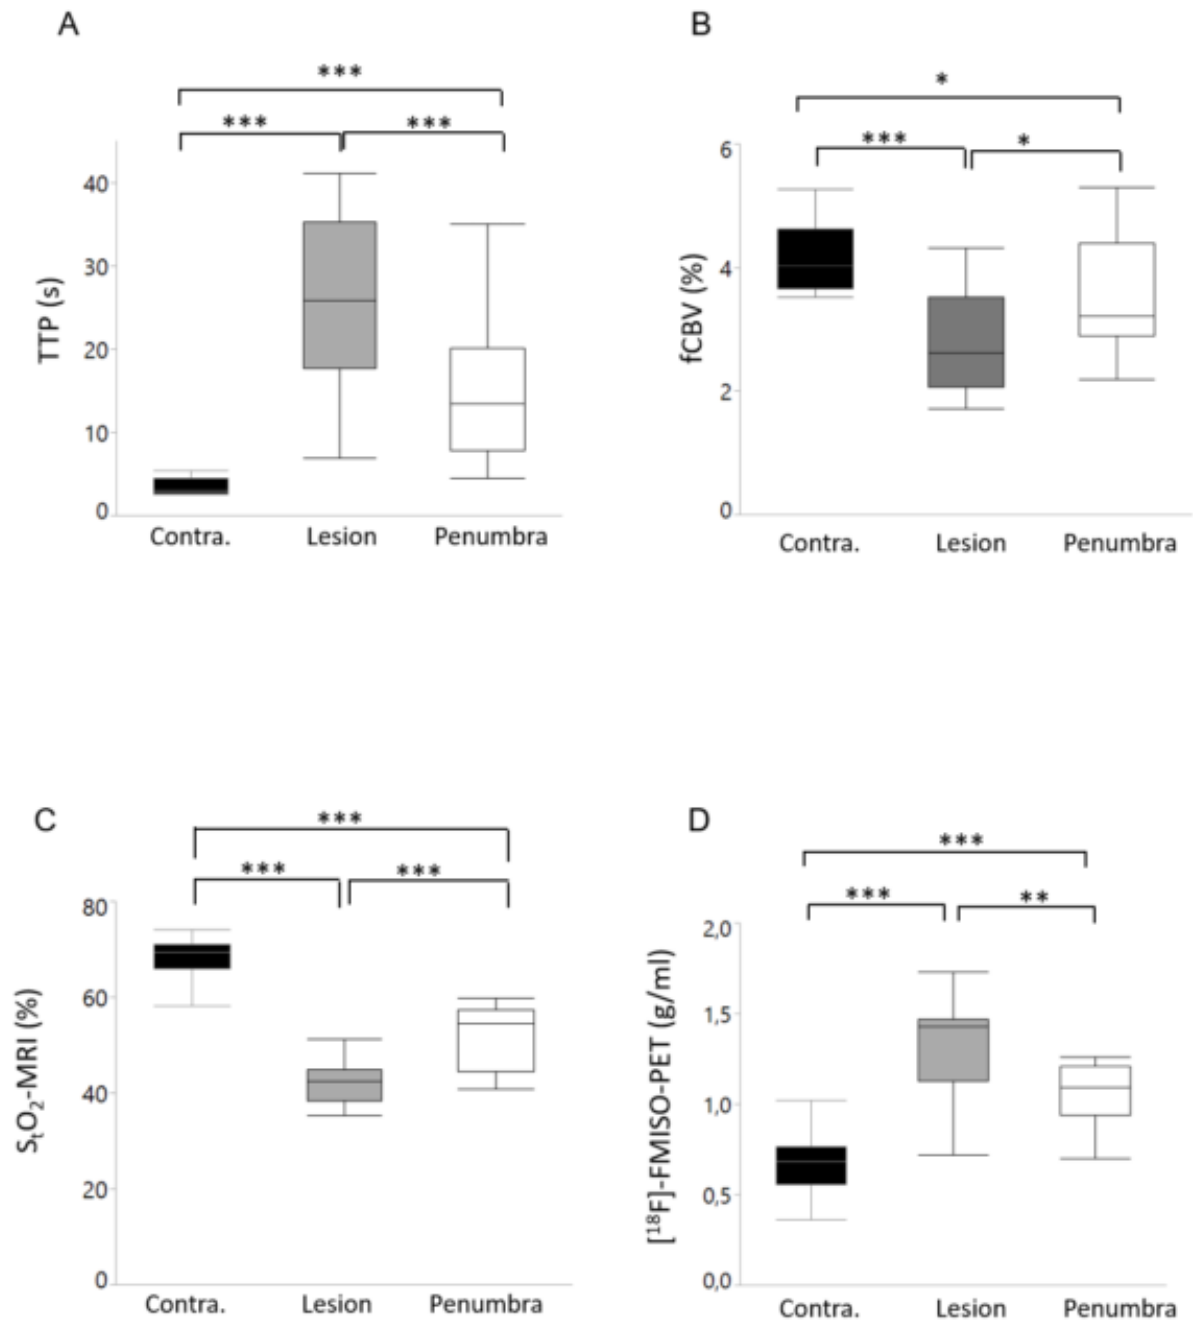 A
***
***
***
TTP (s)
40
30
20
10
0
Contra. Lesion Penumbra
B
*
***
*
fCBV (%)
6
4
2
0
Contra. Lesion Penumbra
C
***
***
***
StO2-MRI (%)
80
60
40
20
0
Contra. Lesion Penumbra
D
***
***
**
[18F]-FMISO-PET (g/ml)
2,0
1,5
1,0
0,5
0,0
Contra. Lesion Penumbra